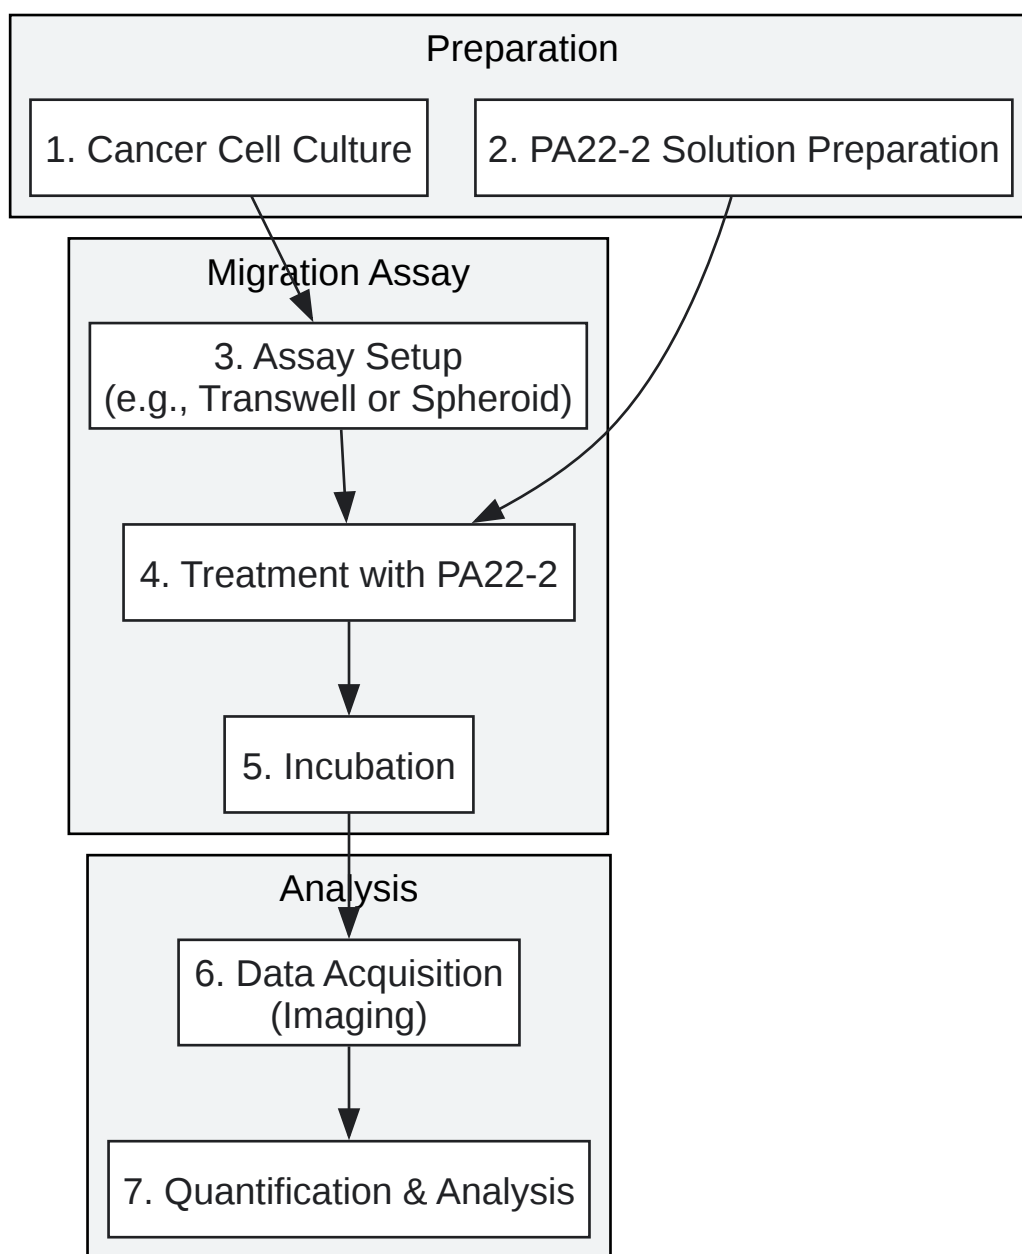 Preparation
1. Cancer Cell Culture
2. PA22-2 Solution Preparation
Migration Assay
3. Assay Setup
(e.g., Transwell or Spheroid)
4. Treatment with PA22-2
5. Incubation
Analysis
6. Data Acquisition
(Imaging)
7. Quantification & Analysis